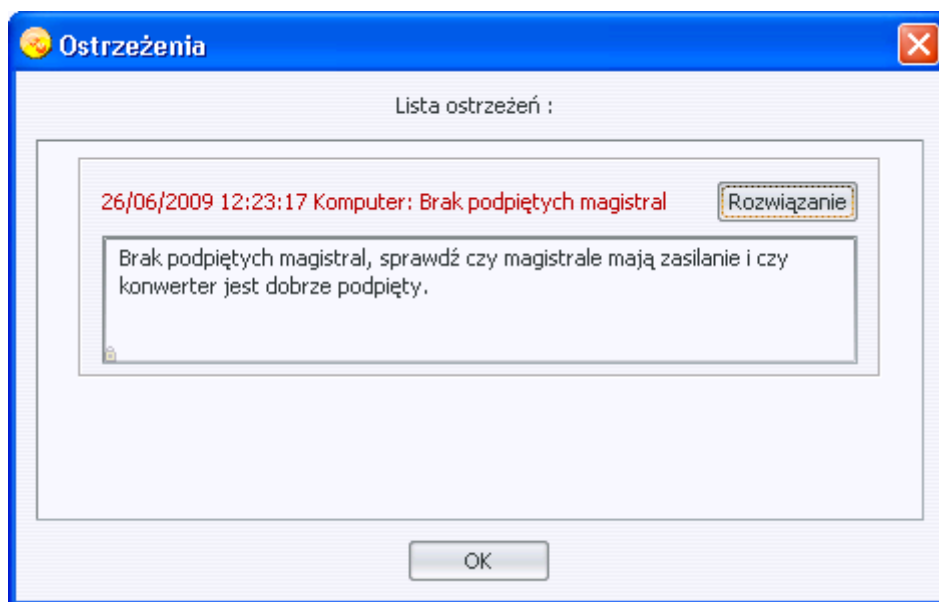 Ostrzeżenia
Lista ostrzeżeń :
26/06/2009 12:23:17 Komputer: Brak podpiętych magistral
Rozwiązanie
Brak podpiętych magistral, sprawdź czy magistrale mają zasilanie i czy
konwerter jest dobrze podpięty.
OK